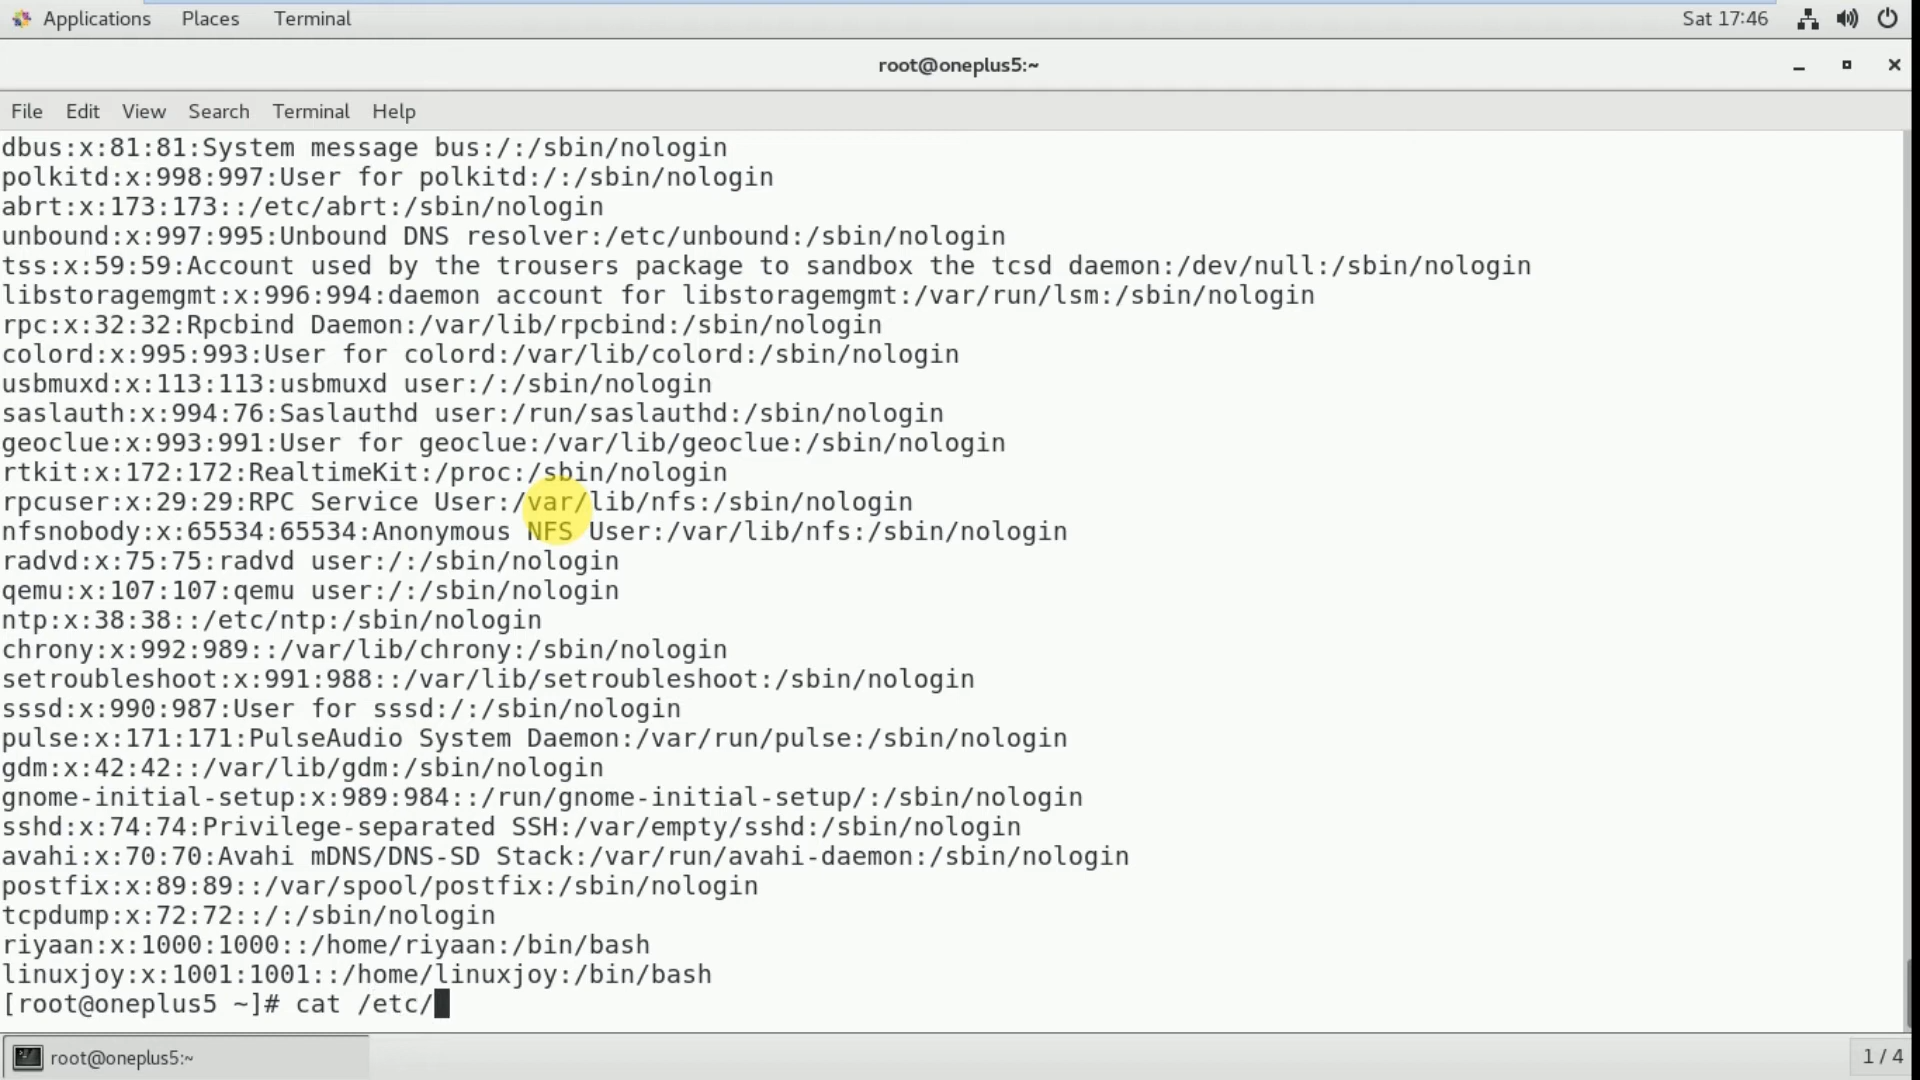 Applications Places Terminal Sat 17:46
root@oneplus5:~
File Edit View Search Terminal Help
dbus:x:81:81:System message bus:/:/sbin/nologin
polkitd:x:998:997:User for polkitd:/:/sbin/nologin
abrt:x:173:173::/etc/abrt:/sbin/nologin
unbound:x:997:995:Unbound DNS resolver:/etc/unbound:/sbin/nologin
tss:x:59:59:Account used by the trousers package to sandbox the tcsd daemon:/dev/null:/sbin/nologin
libstoragemgmt:x:996:994:daemon account for libstoragemgmt:/var/run/lsm:/sbin/nologin
rpc:x:32:32:Rpcbind Daemon:/var/lib/rpcbind:/sbin/nologin
colord:x:995:993:User for colord:/var/lib/colord:/sbin/nologin
usbmuxd:x:113:113:usbmuxd user:/:/sbin/nologin
saslauth:x:994:76:Saslauthd user:/run/saslauthd:/sbin/nologin
geoclue:x:993:991:User for geoclue:/var/lib/geoclue:/sbin/nologin
rtkit:x:172:172:RealtimeKit:/proc:/sbin/nologin
rpcuser:x:29:29:RPC Service User:/var/lib/nfs:/sbin/nologin
nfsnobody:x:65534:65534:Anonymous NFS User:/var/lib/nfs:/sbin/nologin
radvd:x:75:75:radvd user:/:/sbin/nologin
qemu:x:107:107:qemu user:/:/sbin/nologin
ntp:x:38:38::/etc/ntp:/sbin/nologin
chrony:x:992:989::/var/lib/chrony:/sbin/nologin
setroubleshoot:x:991:988::/var/lib/setroubleshoot:/sbin/nologin
sssd:x:990:987:User for sssd:/:/sbin/nologin
pulse:x:171:171:PulseAudio System Daemon:/var/run/pulse:/sbin/nologin
gdm:x:42:42::/var/lib/gdm:/sbin/nologin
gnome-initial-setup:x:989:984::/run/gnome-initial-setup/:/sbin/nologin
sshd:x:74:74:Privilege-separated SSH:/var/empty/sshd:/sbin/nologin
avahi:x:70:70:Avahi mDNS/DNS-SD Stack:/var/run/avahi-daemon:/sbin/nologin
postfix:x:89:89::/var/spool/postfix:/sbin/nologin
tcpdump:x:72:72::/:/sbin/nologin
riyaan:x:1000:1000::/home/riyaan:/bin/bash
linuxjoy:x:1001:1001::/home/linuxjoy:/bin/bash
[root@oneplus5 ~]# cat /etc/
root@oneplus5:~ 1 / 4